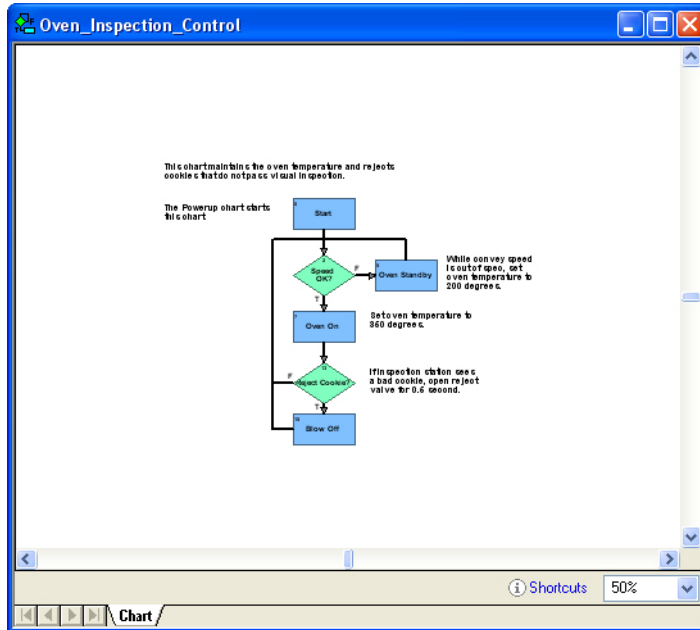 Oven_Inspection_Control
This chart maintains the oven temperature and rejects
cookies that do not pass visual inspection.
The Powerup chart starts
this chart
Start
Speed
OK?
F
Oven Standby
While convey speed
is out of spec, set
oven temperature to
200 degrees.
T
Oven On
Set oven temperature to
350 degrees.
F
Reject Cookie?
If inspection station sees
a bad cookie, open reject
valve for 0.5 second.
T
Blow Off
Shortcuts
50%
Chart